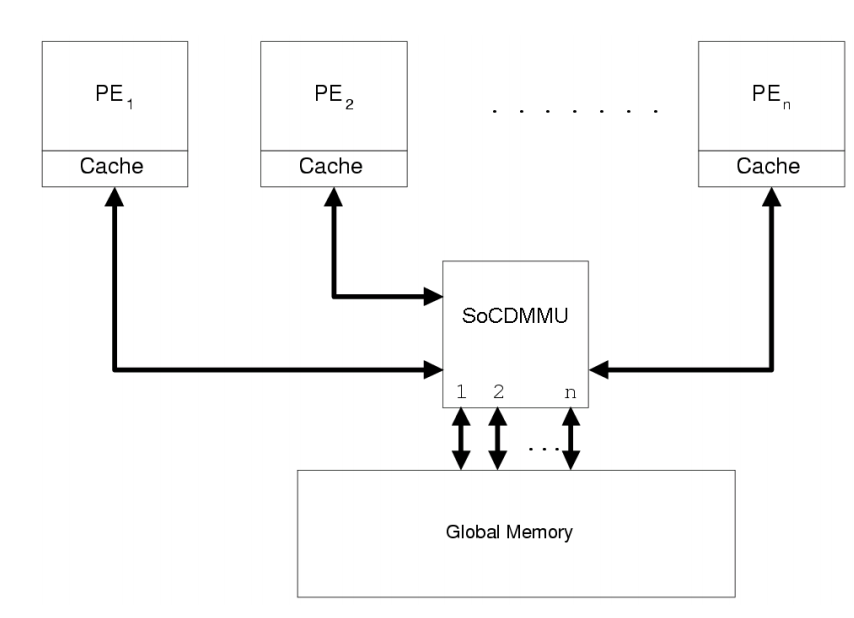 PE1
PE2
. . . . . . .
PEn
Cache
Cache
Cache
SoCDMMU
1 2 n
. . .
Global Memory